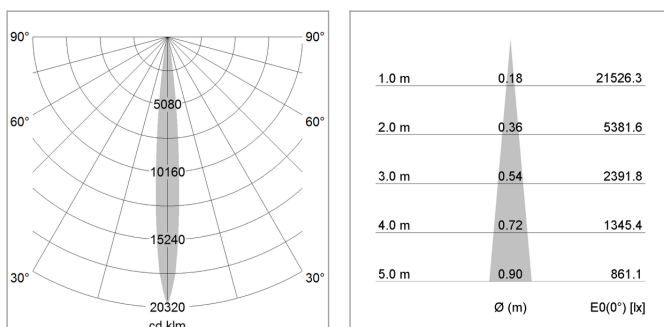 90° 90°
5080
60° 60°
10160
15240
30° 30°
20320
cd klm
1.0 m 0.18 21526.3
2.0 m 0.36 5381.6
3.0 m 0.54 2391.8
4.0 m 0.72 1345.4
5.0 m 0.90 861.1
Ø (m) E0(0°) [lx]